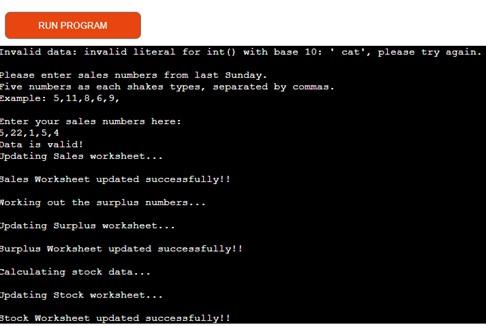 RUN PROGRAM
Invalid data: invalid literal for int() with base 10: ' cat', please try again.
Please enter sales numbers from last Sunday.
Five numbers as each shakes types, separated by commas.
Example: 5,11,8,6,9,
Enter your sales numbers here:
5,22,1,5,4
Data is valid!
Updating Sales worksheet...
Sales Worksheet updated successfully!!
Working out the surplus numbers...
Updating Surplus worksheet...
Surplus Worksheet updated successfully!!
Calculating stock data...
Updating Stock worksheet...
Stock Worksheet updated successfully!!